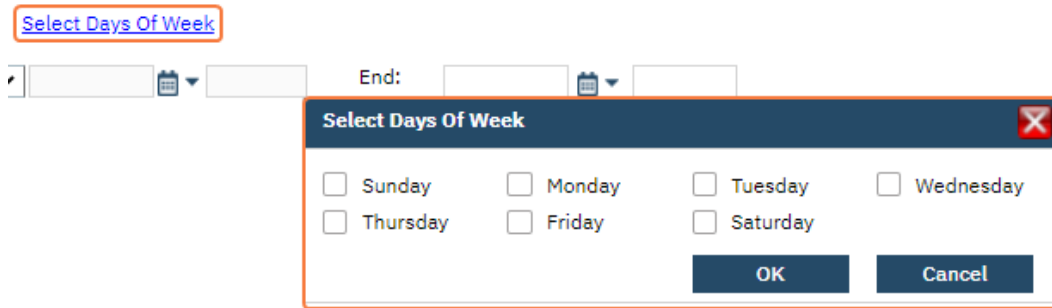 Select Days Of Week
End:
Select Days Of Week
Sunday Monday Tuesday Wednesday
Thursday Friday Saturday
OK Cancel